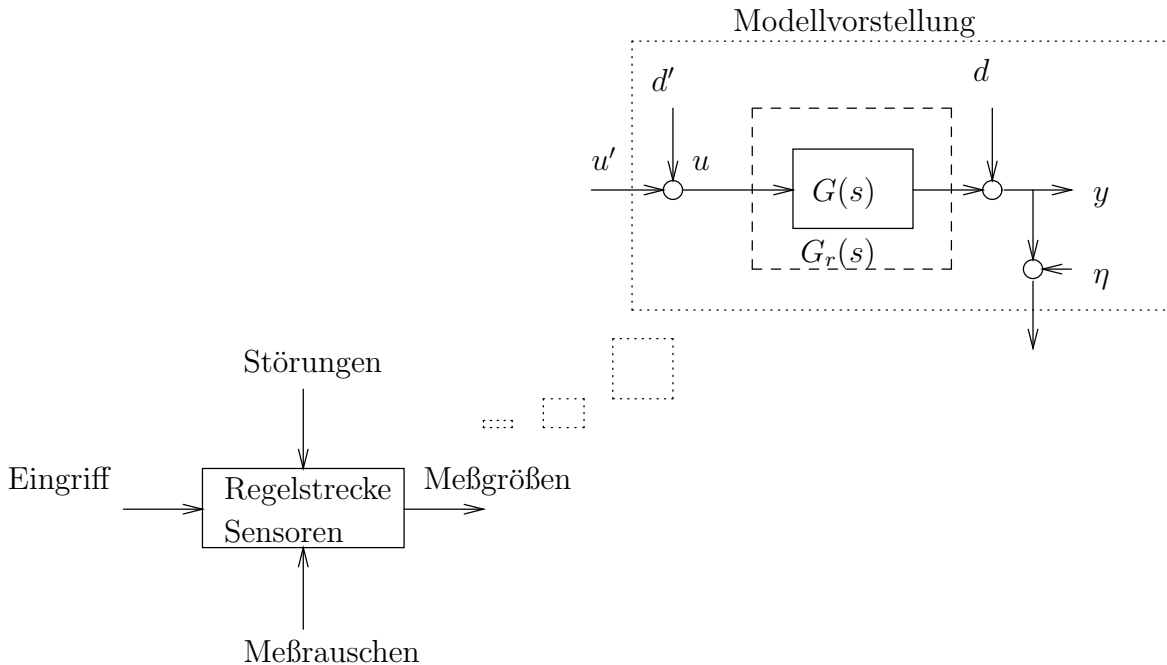 Modellvorstellung
d′
d
u′
u
G(s)
y
G_r(s)
η
Störungen
Eingriff
Meßgrößen
Regelstrecke
Sensoren
Meßrauschen